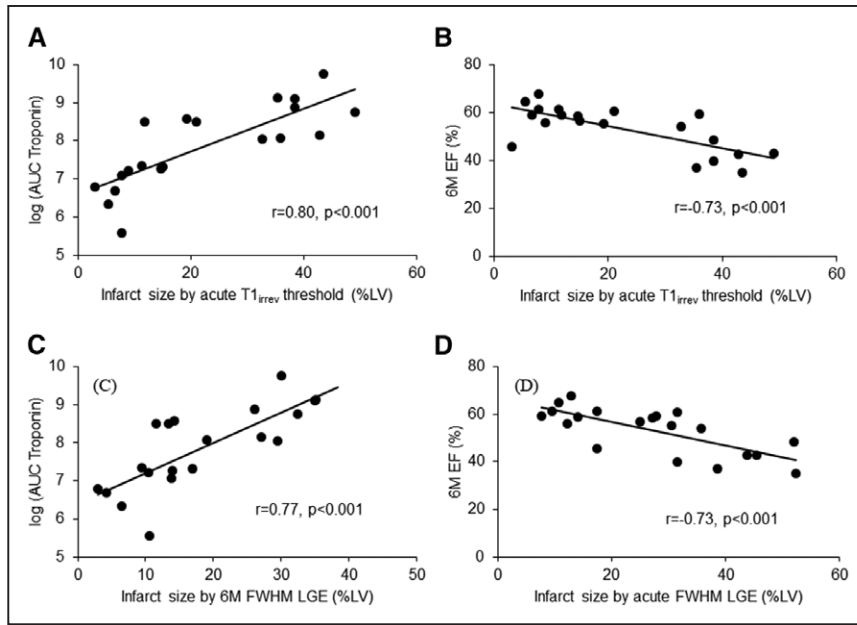 A
B
10
9
8
7
6
5
log (AUC Troponin)
r=0.80, p<0.001
0 20 40 60
Infarct size by acute T1irrev threshold (%LV)
80
60
40
20
0
6M EF (%)
r=-0.73, p<0.001
0 20 40 60
Infarct size by acute T1irrev threshold (%LV)
C
D
(C)
10
9
8
7
6
5
log (AUC Troponin)
r=0.77, p<0.001
0 10 20 30 40 50
Infarct size by 6M FWHM LGE (%LV)
(D)
80
60
40
20
0
6M EF (%)
r=-0.73, p<0.001
0 20 40 60
Infarct size by acute FWHM LGE (%LV)